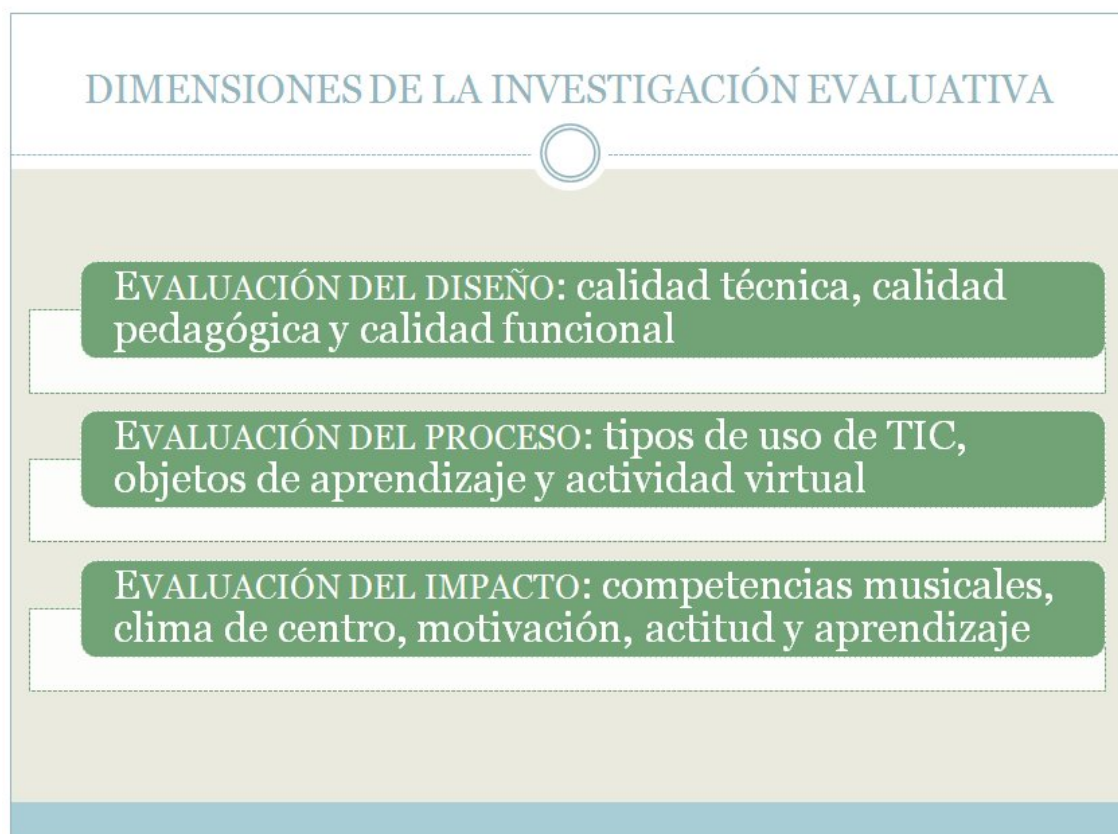 DIMENSIONES DE LA INVESTIGACIÓN EVALUATIVA
EVALUACIÓN DEL DISEÑO: calidad técnica, calidad
pedagógica y calidad funcional
EVALUACIÓN DEL PROCESO: tipos de uso de TIC,
objetos de aprendizaje y actividad virtual
EVALUACIÓN DEL IMPACTO: competencias musicales,
clima de centro, motivación, actitud y aprendizaje